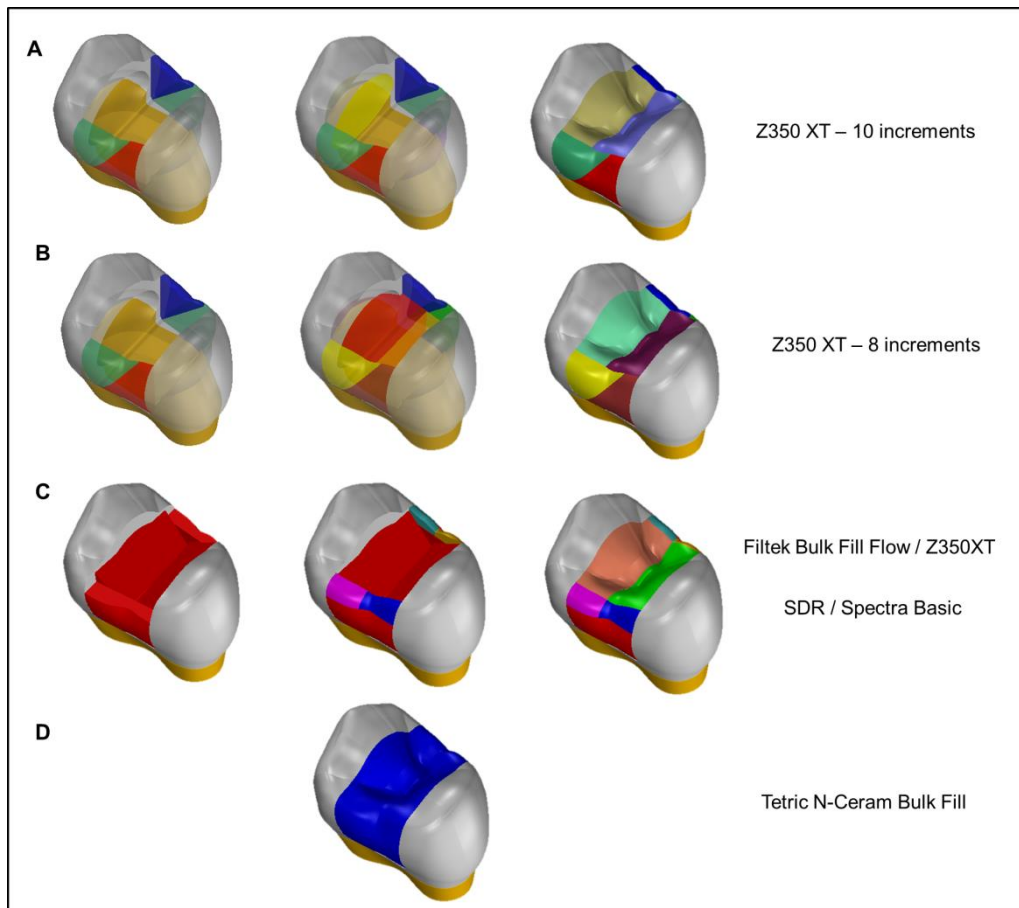 A
Z350 XT – 10 increments
B
Z350 XT – 8 increments
C
Filtek Bulk Fill Flow / Z350XT
SDR / Spectra Basic
D
Tetric N-Ceram Bulk Fill